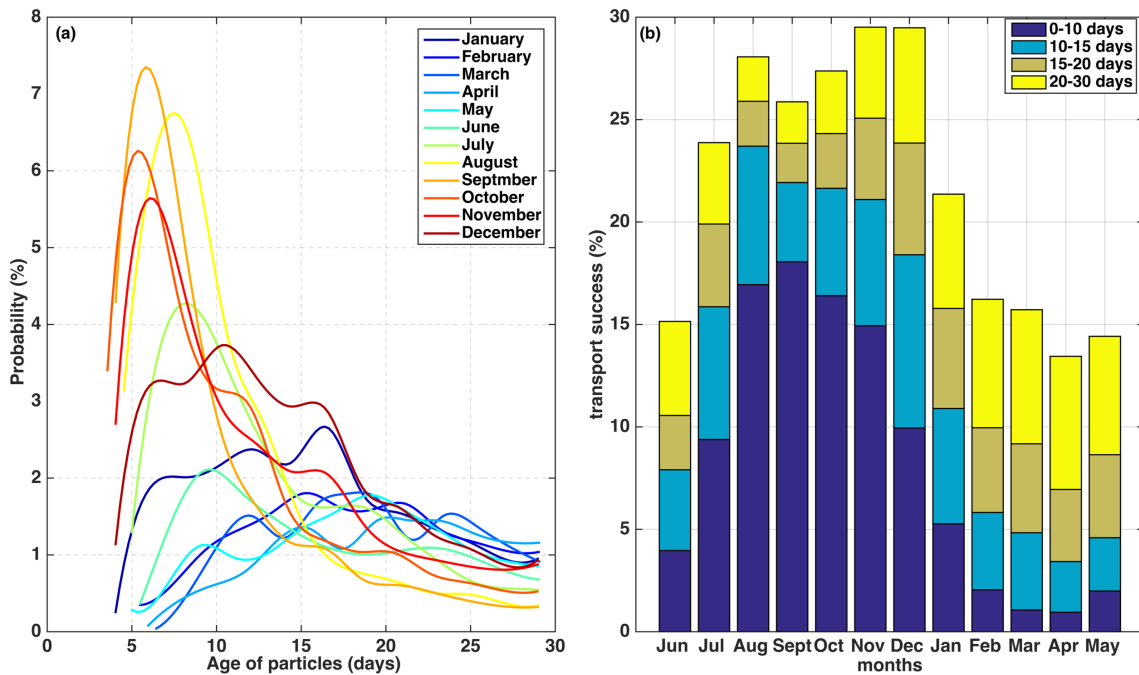 (a)
January
February
March
April
May
June
July
August
Septmber
October
November
December
8
7
6
5
4
3
2
1
0
Probability (%)
0 5 10 15 20 25 30
Age of particles (days)
(b)
0-10 days
10-15 days
15-20 days
20-30 days
30
25
20
15
10
5
0
transport success (%)
Jun Jul Aug Sept Oct Nov Dec Jan Feb Mar Apr May
months